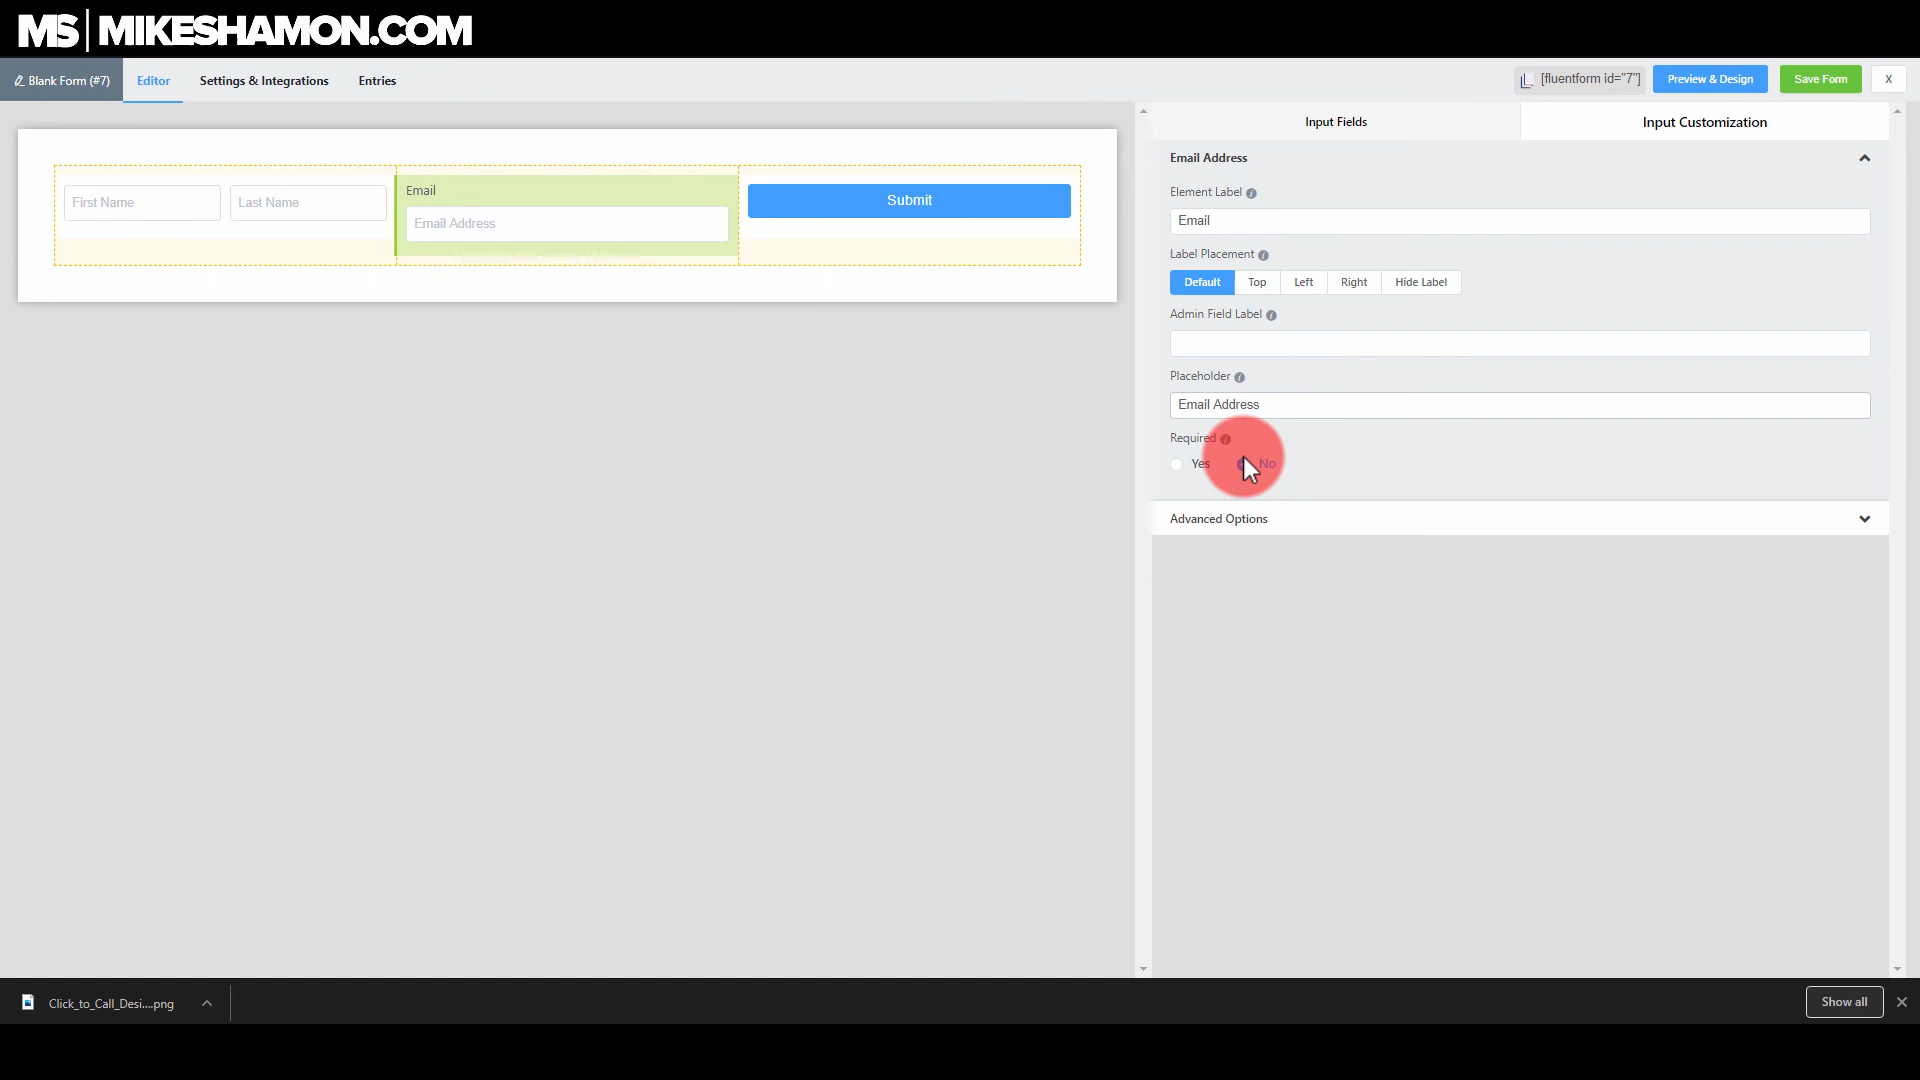 MS | MIKESHAMON.COM
Blank Form (#7)
Editor
Settings & Integrations
Entries
[fluentform id="7"]
Preview & Design
Save Form
X
Input Fields
Input Customization
First Name
Last Name
Email
Email Address
Submit
Email Address
Element Label
Email
Label Placement
Default
Top
Left
Right
Hide Label
Admin Field Label
Placeholder
Email Address
Required
Yes
No
Advanced Options
Click_to_Call_Desi....png
Show all